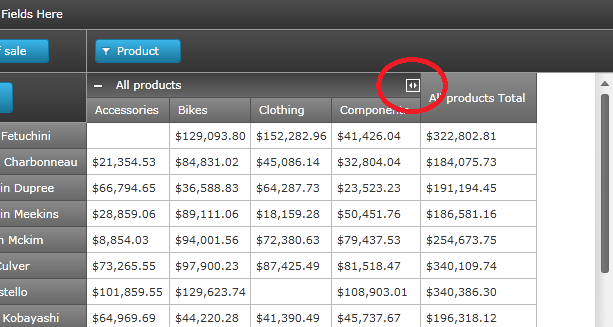 Fields Here
sale
Product
All products
Accessories Bikes Clothing Components All products Total
Fetuchini $129,093.80 $152,282.96 $41,426.04 $322,802.81
Charbonneau $21,354.53 $84,831.02 $45,086.14 $32,804.04 $184,075.73
in Dupree $66,794.65 $36,588.83 $64,287.73 $23,523.23 $191,194.45
in Meekins $28,859.06 $89,111.06 $18,159.28 $50,451.76 $186,581.16
n Mckim $8,854.03 $94,001.56 $72,380.63 $79,437.53 $254,673.75
Culver $73,265.55 $97,900.23 $87,425.49 $81,518.47 $340,109.74
stello $101,859.55 $129,623.74 $108,903.01 $340,386.30
Kobayashi $64,969.69 $44,220.28 $41,390.49 $45,737.67 $196,318.12